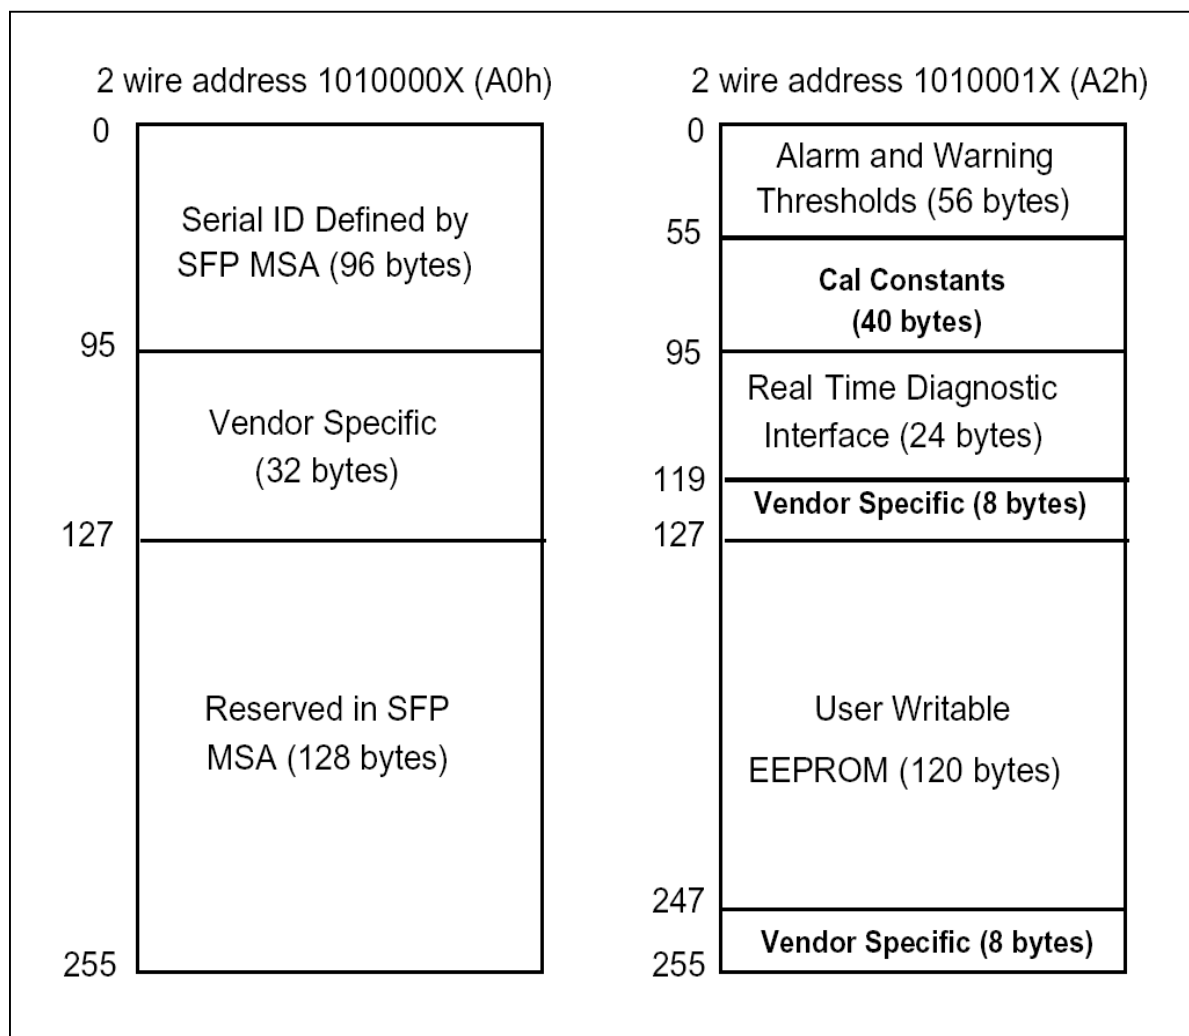 2 wire address 1010000X (A0h)
0
Serial ID Defined by
SFP MSA (96 bytes)
95
Vendor Specific
(32 bytes)
127
Reserved in SFP
MSA (128 bytes)
255
2 wire address 1010001X (A2h)
0
Alarm and Warning
Thresholds (56 bytes)
55
Cal Constants
(40 bytes)
95
Real Time Diagnostic
Interface (24 bytes)
119
Vendor Specific (8 bytes)
127
User Writable
EEPROM (120 bytes)
247
Vendor Specific (8 bytes)
255